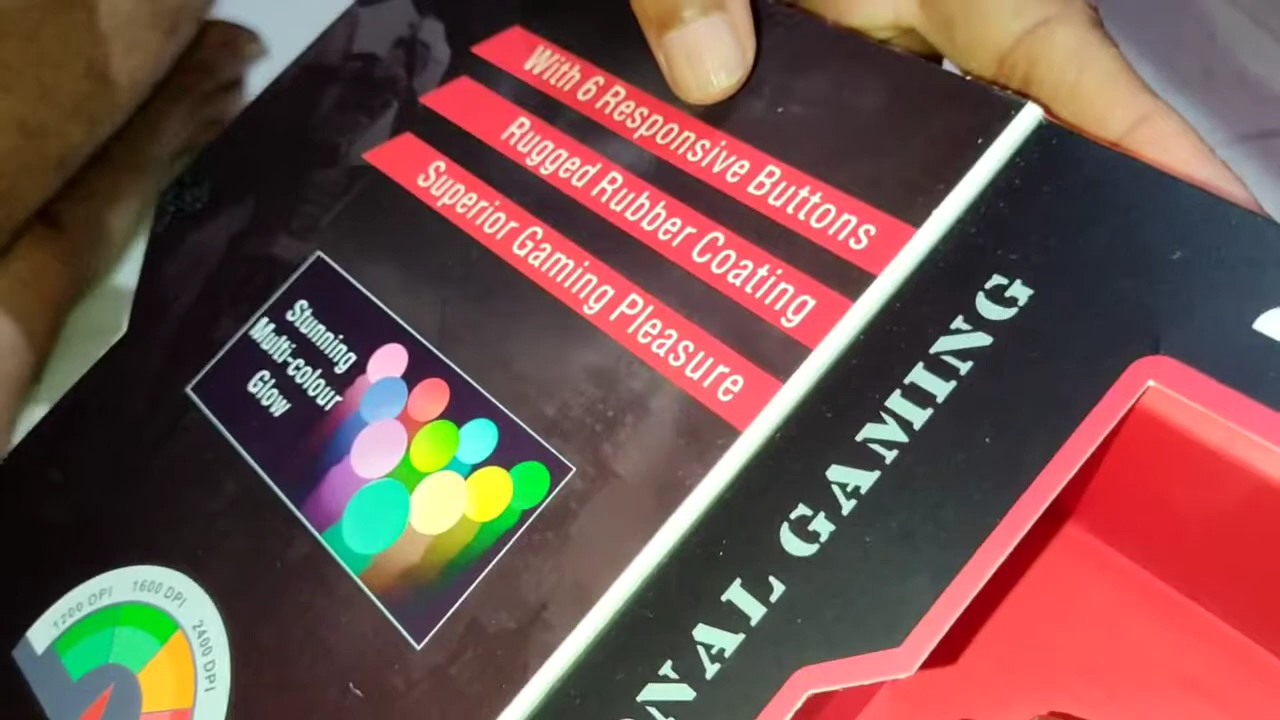 With 6 Responsive Buttons
Rugged Rubber Coating
Superior Gaming Pleasure
Stunning
Multi-colour
Glow
1200 DPI
1600 DPI
2400 DPI
GAMING